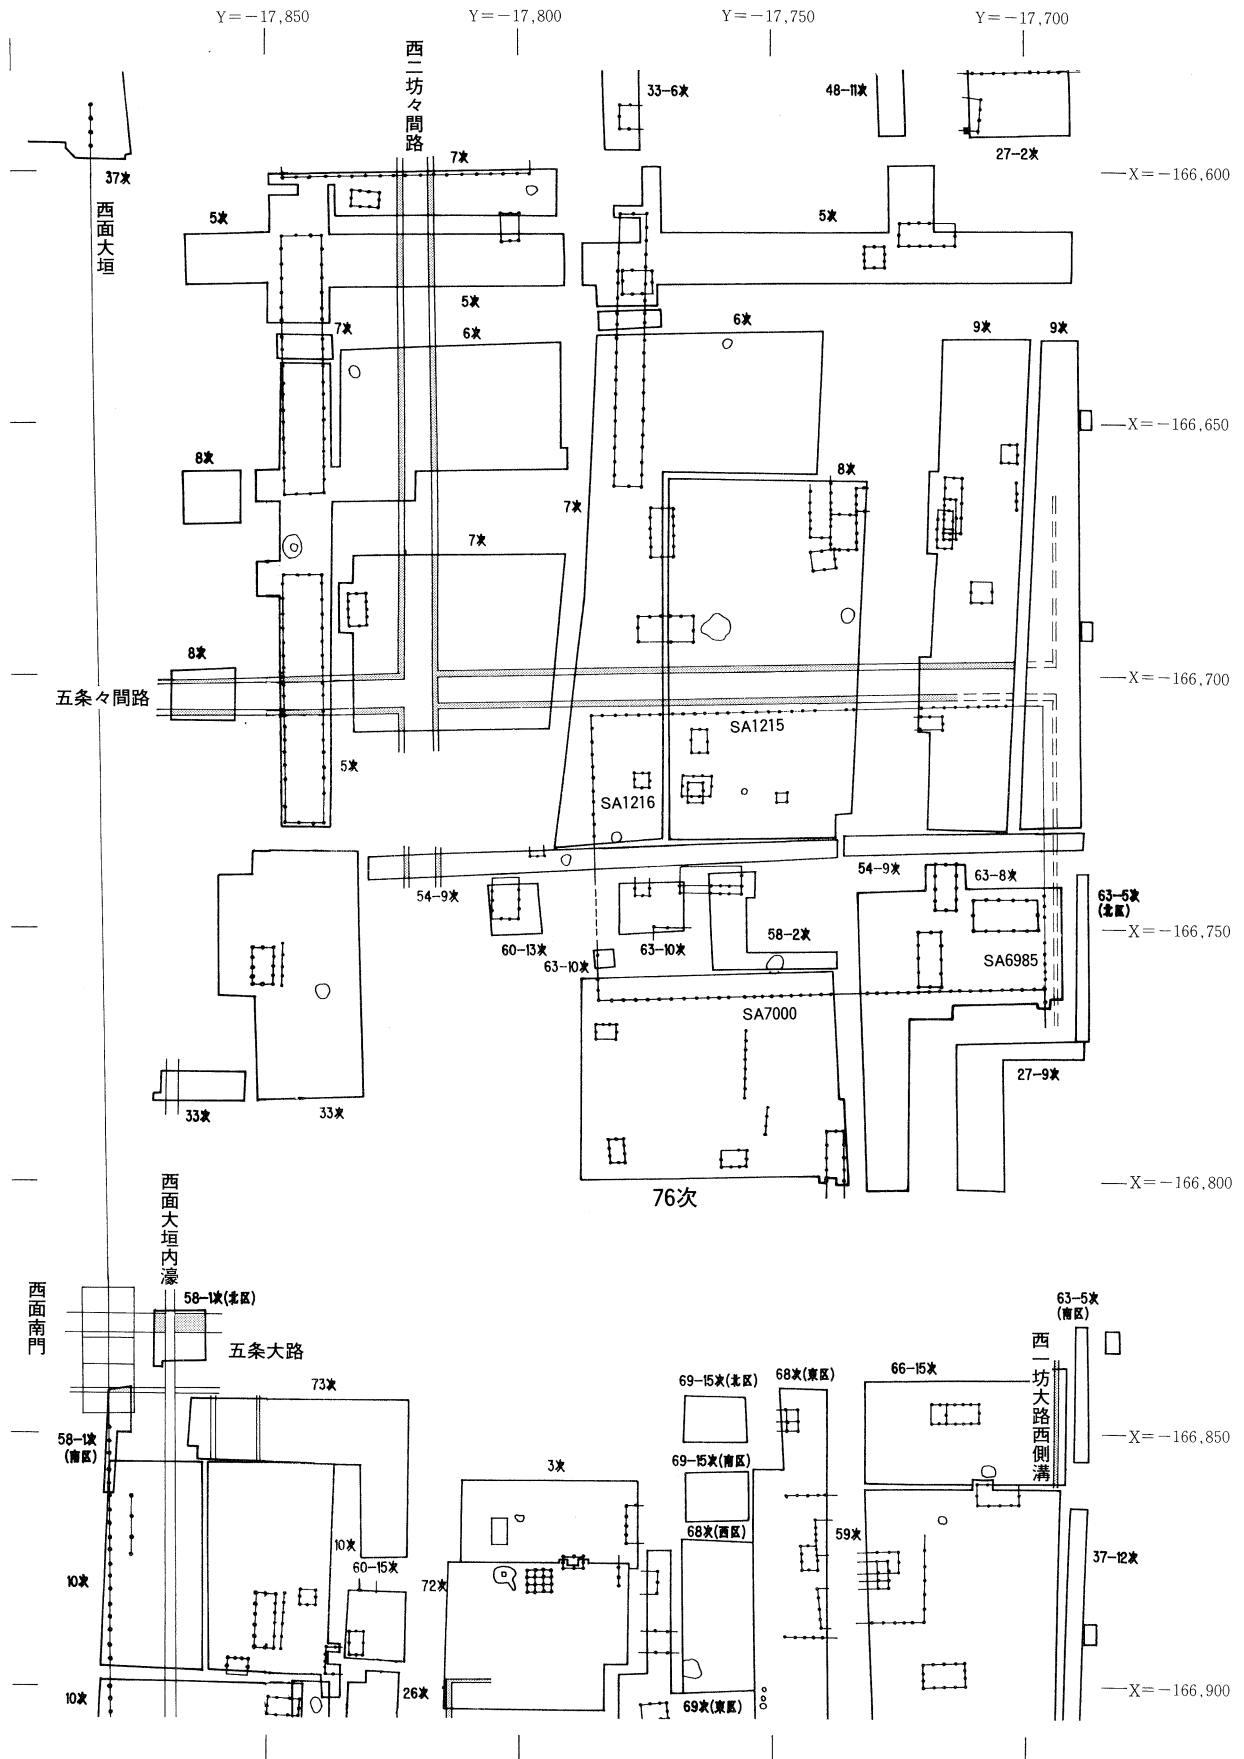 Y=−17,850
Y=−17,800
Y=−17,750
Y=−17,700
西二坊々間路
33−6次
48−11次
27−2次
37次
7次
X=−166,600
西面大垣
5次
5次
5次
7次
6次
6次
9次
9次
X=−166,650
8次
8次
7次
7次
8次
五条々間路
X=−166,700
SA1215
5次
SA1216
54−9次
54−9次
63−8次
63−5次
(北区)
60−13次
63−10次
63−10次
58−2次
X=−166,750
SA6985
SA7000
27−9次
33次
33次
西面大垣内濠
76次
X=−166,800
西面南門
58−1次(北区)
五条大路
63−5次
(南区)
西一坊大路西側溝
73次
69−15次(北区)
68次(東区)
66−15次
58−1次
(南区)
X=−166,850
3次
69−15次(南区)
68次(西区)
59次
10次
60−15次
72次
37−12次
10次
10次
26次
69次(東区)
X=−166,900